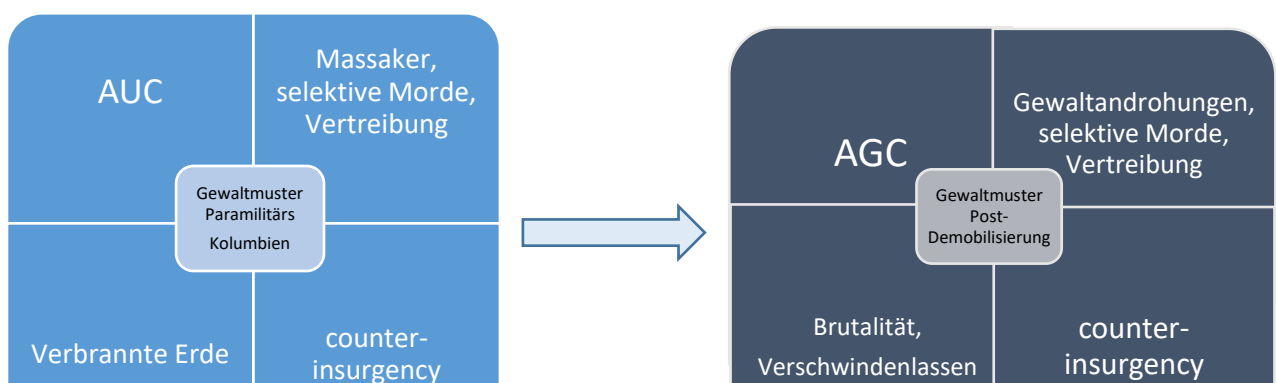 AUC
Massaker,
selektive Morde,
Vertreibung
Gewaltmuster
Paramilitärs
Kolumbien
Verbrannte Erde
counter-
insurgency
AGC
Gewaltandrohungen,
selektive Morde,
Vertreibung
Gewaltmuster
Post-
Demobilisierung
Brutalität,
Verschwindenlassen
counter-
insurgency